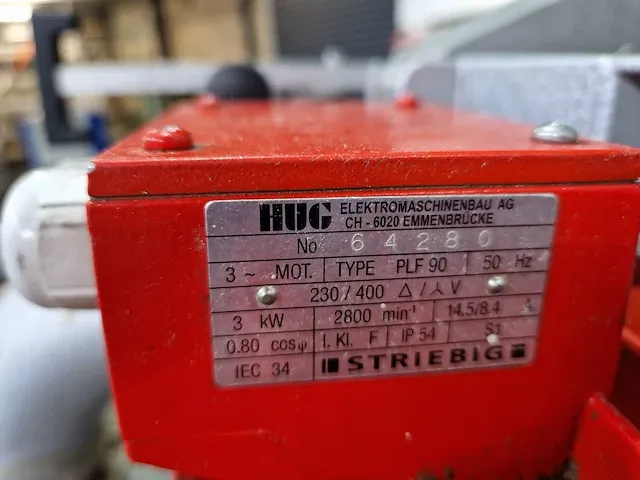 HUG ELEKTROMASCHINENBAU AG
CH - 6020 EMMENBRÜCKE
No 64280
3 ~ MOT. TYPE PLF 90 50 Hz
230 / 400 Δ / ⅄ V
3 kW 2800 min⁻¹ 14.5/8.4 A
0.80 cosφ I. Kl. F IP 54 S1
IEC 34 STRIEBIG